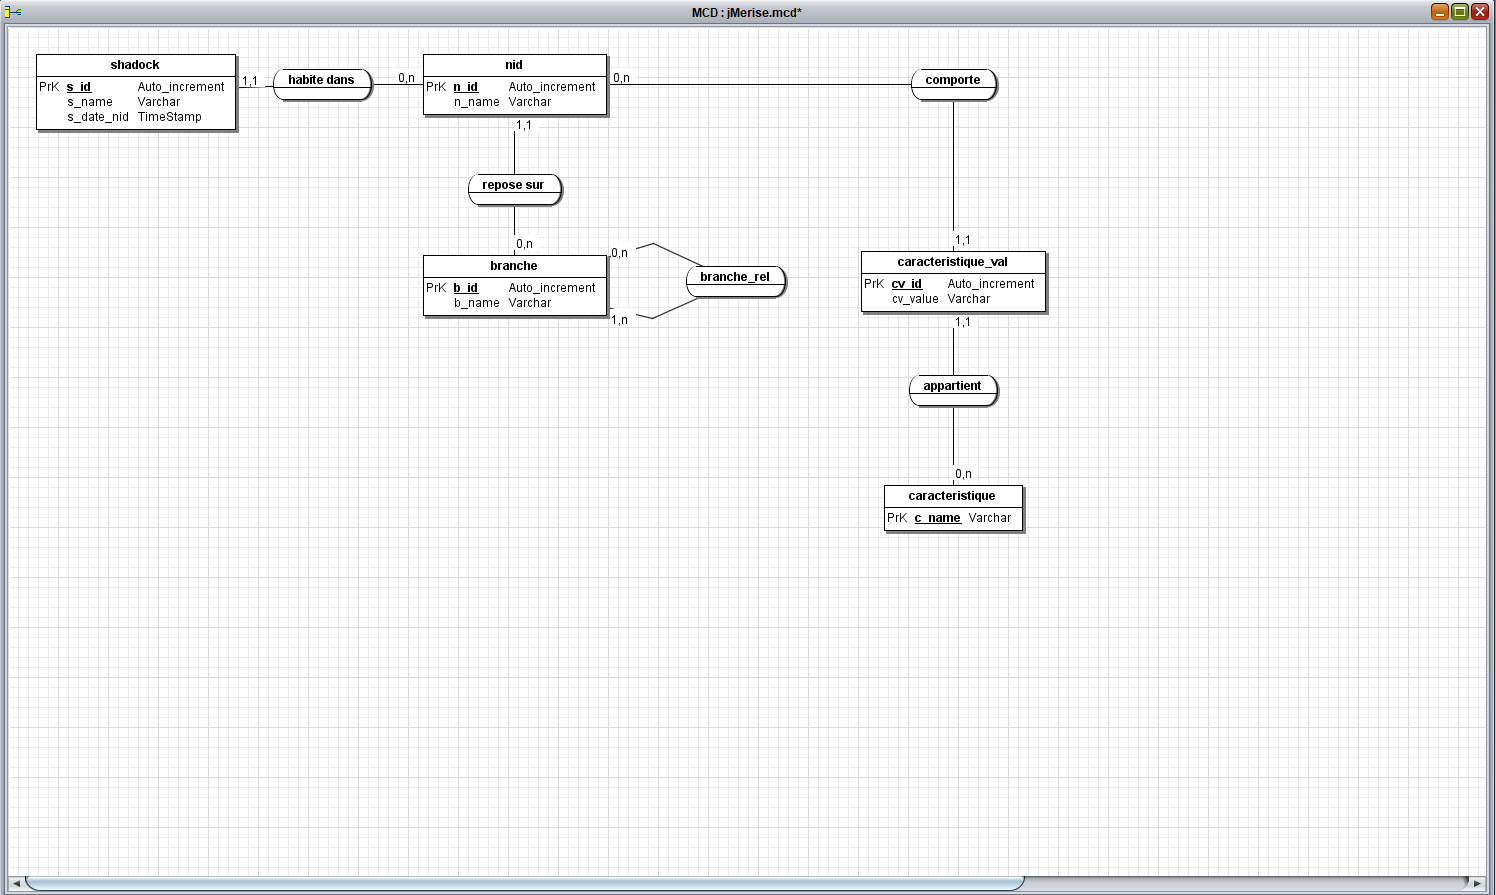 MCD : jMerise.mcd*
shadock
PrK s_id Auto_increment
s_name Varchar
s_date_nid TimeStamp
1,1
habite dans
0,n
nid
PrK n_id Auto_increment
n_name Varchar
0,n
comporte
1,1
repose sur
0,n
branche
PrK b_id Auto_increment
b_name Varchar
0,n
branche_rel
1,n
1,1
caracteristique_val
PrK cv_id Auto_increment
cv_value Varchar
1,1
appartient
0,n
caracteristique
PrK c_name Varchar